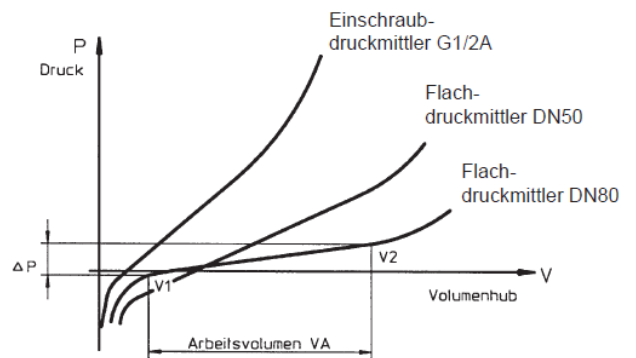 Einschraub-
druckmittler G1/2A
P
Druck
Flach-
druckmittler DN50
Flach-
druckmittler DN80
ΔP
V1
V2
V
Volumenhub
Arbeitsvolumen VA